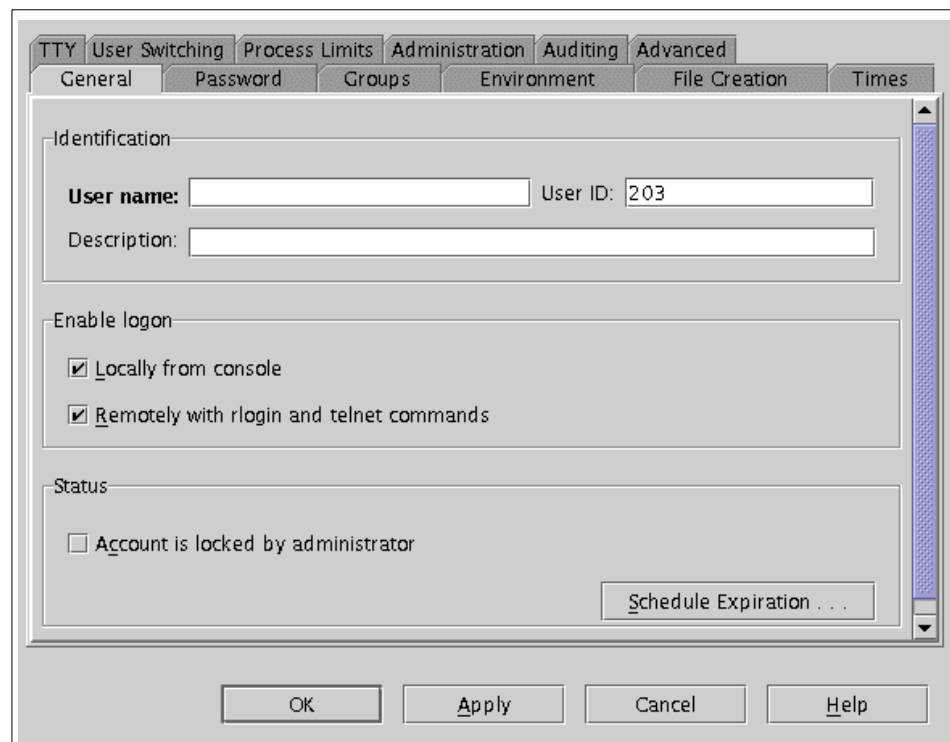 TTY User Switching Process Limits Administration Auditing Advanced
General Password Groups Environment File Creation Times
Identification
User name: User ID: 203
Description:
Enable logon
Locally from console
Remotely with rlogin and telnet commands
Status
Account is locked by administrator
Schedule Expiration . . .
OK Apply Cancel Help